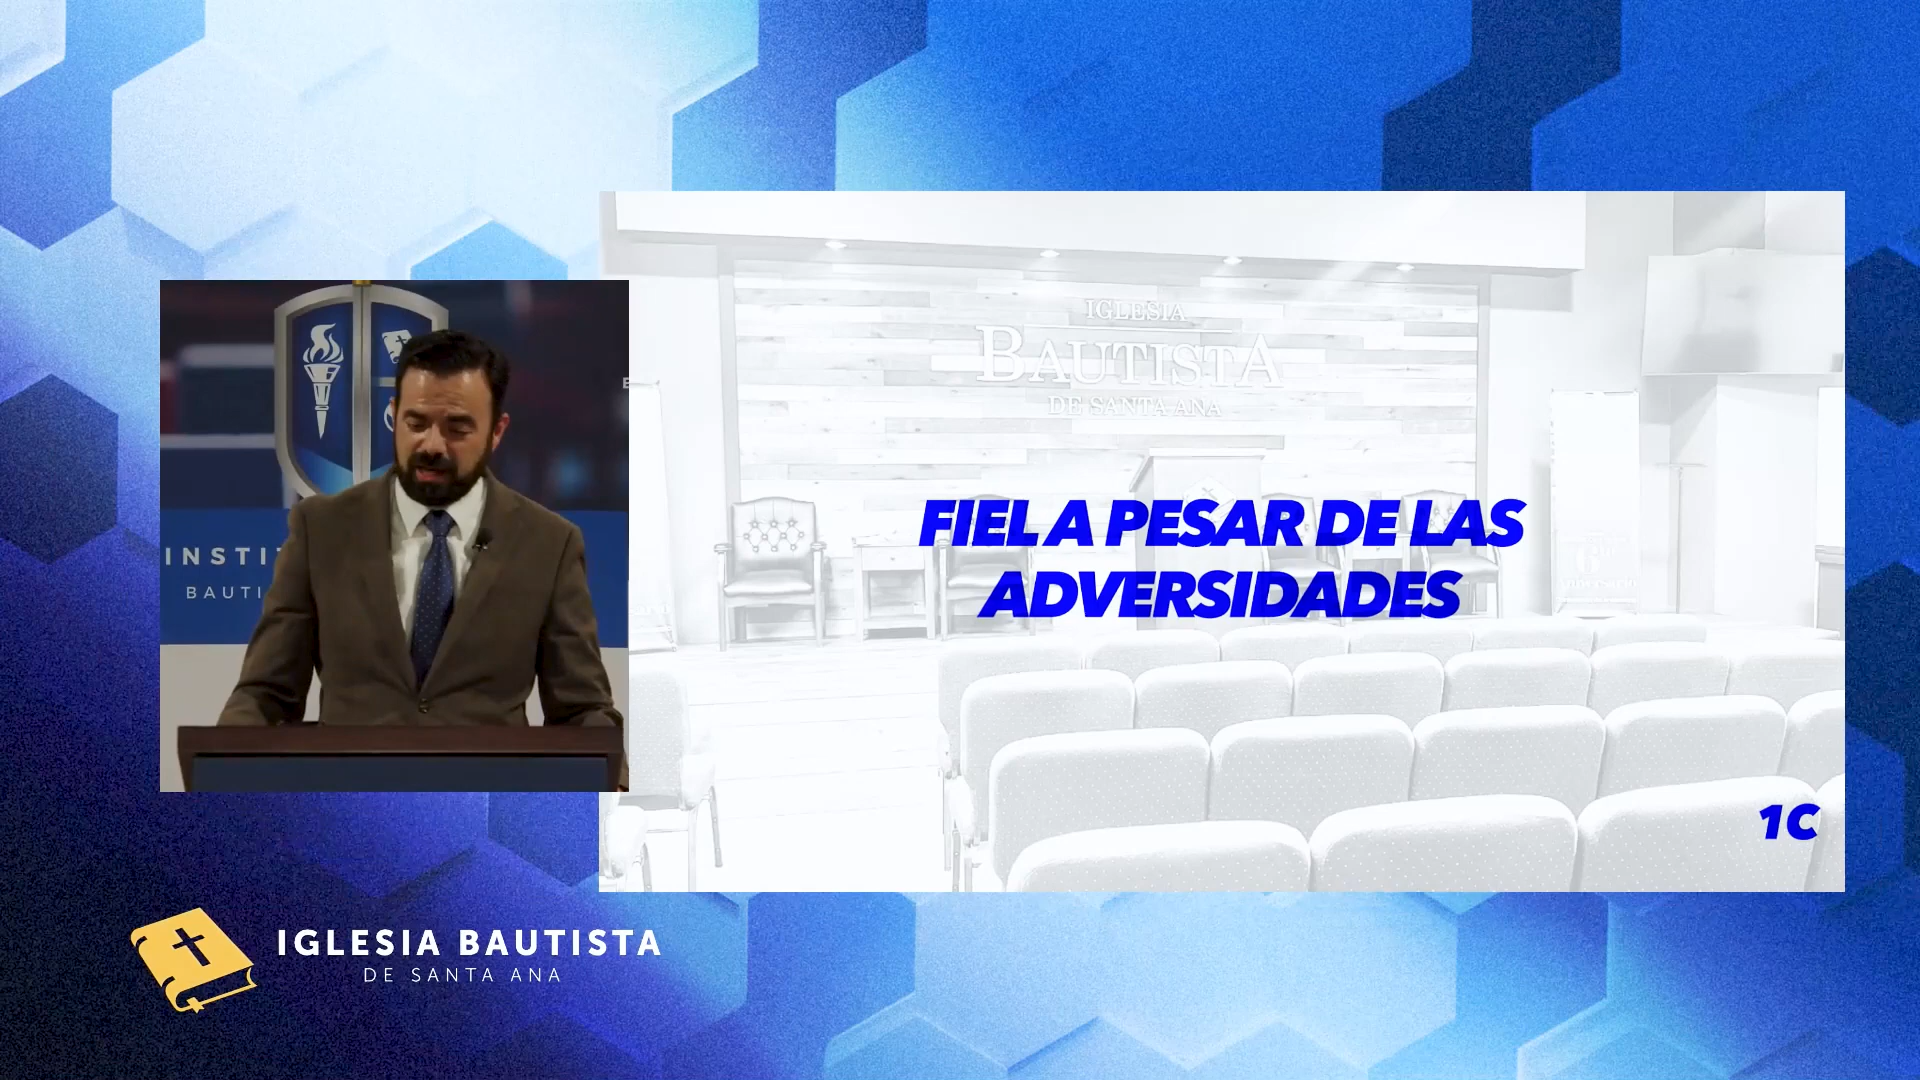 IGLESIA
BAUTISTA
DE SANTA ANA
INSTI
BAUTI
FIEL A PESAR DE LAS
ADVERSIDADES
1C
IGLESIA BAUTISTA
DE SANTA ANA